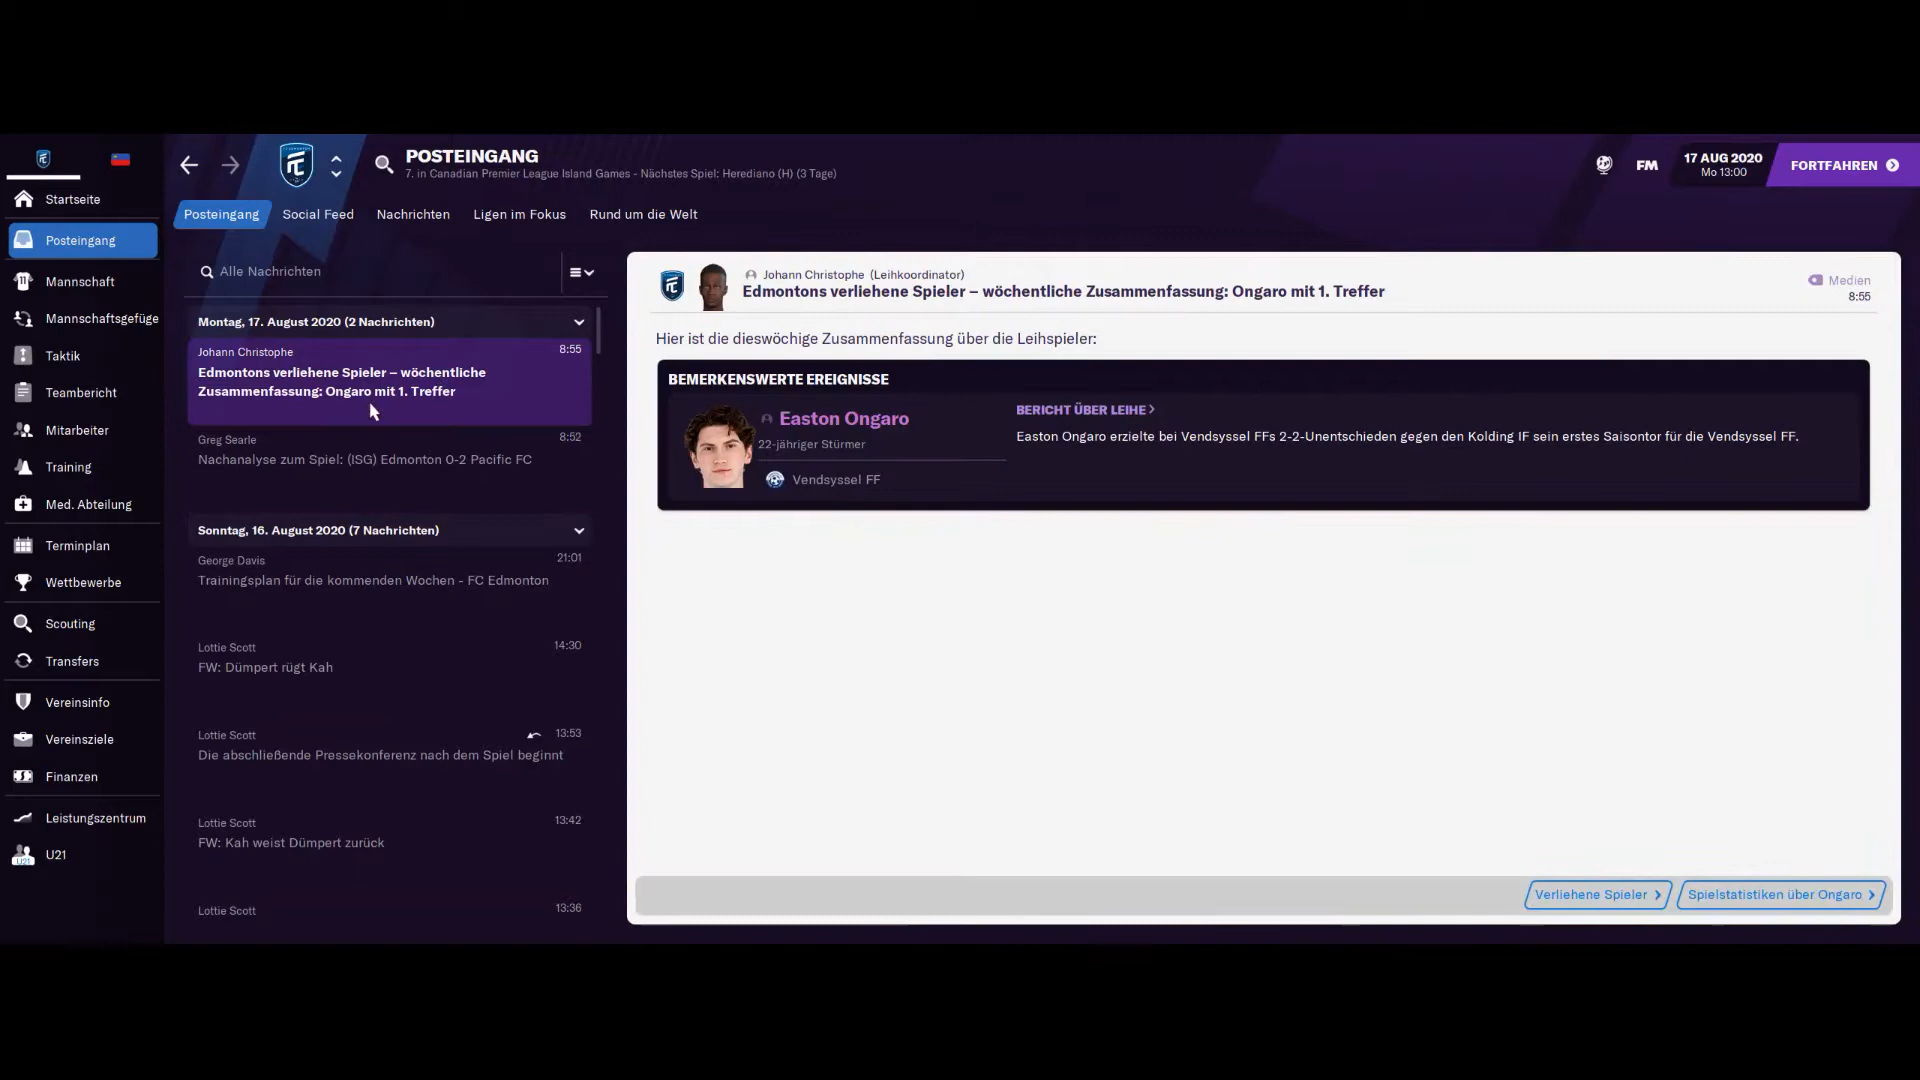 POSTEINGANG
7. in Canadian Premier League Island Games - Nächstes Spiel: Herediano (H) (3 Tage)
FM
17 AUG 2020
Mo 13:00
FORTFAHREN
Startseite
Posteingang
Mannschaft
Mannschaftsgefüge
Taktik
Teambericht
Mitarbeiter
Training
Med. Abteilung
Terminplan
Wettbewerbe
Scouting
Transfers
Vereinsinfo
Vereinsziele
Finanzen
Leistungszentrum
U21
Posteingang
Social Feed
Nachrichten
Ligen im Fokus
Rund um die Welt
Alle Nachrichten
Montag, 17. August 2020 (2 Nachrichten)
Johann Christophe
8:55
Edmontons verliehene Spieler – wöchentliche
Zusammenfassung: Ongaro mit 1. Treffer
Greg Searle
8:52
Nachanalyse zum Spiel: (ISG) Edmonton 0-2 Pacific FC
Sonntag, 16. August 2020 (7 Nachrichten)
George Davis
21:01
Trainingsplan für die kommenden Wochen - FC Edmonton
Lottie Scott
14:30
FW: Dümpert rügt Kah
Lottie Scott
13:53
Die abschließende Pressekonferenz nach dem Spiel beginnt
Lottie Scott
13:42
FW: Kah weist Dümpert zurück
Lottie Scott
13:36
Johann Christophe (Leihkoordinator)
Edmontons verliehene Spieler – wöchentliche Zusammenfassung: Ongaro mit 1. Treffer
Medien
8:55
Hier ist die dieswöchige Zusammenfassung über die Leihspieler:
BEMERKENSWERTE EREIGNISSE
Easton Ongaro
22-jähriger Stürmer
Vendsyssel FF
BERICHT ÜBER LEIHE
Easton Ongaro erzielte bei Vendsyssel FFs 2-2-Unentschieden gegen den Kolding IF sein erstes Saisontor für die Vendsyssel FF.
Verliehene Spieler
Spielstatistiken über Ongaro